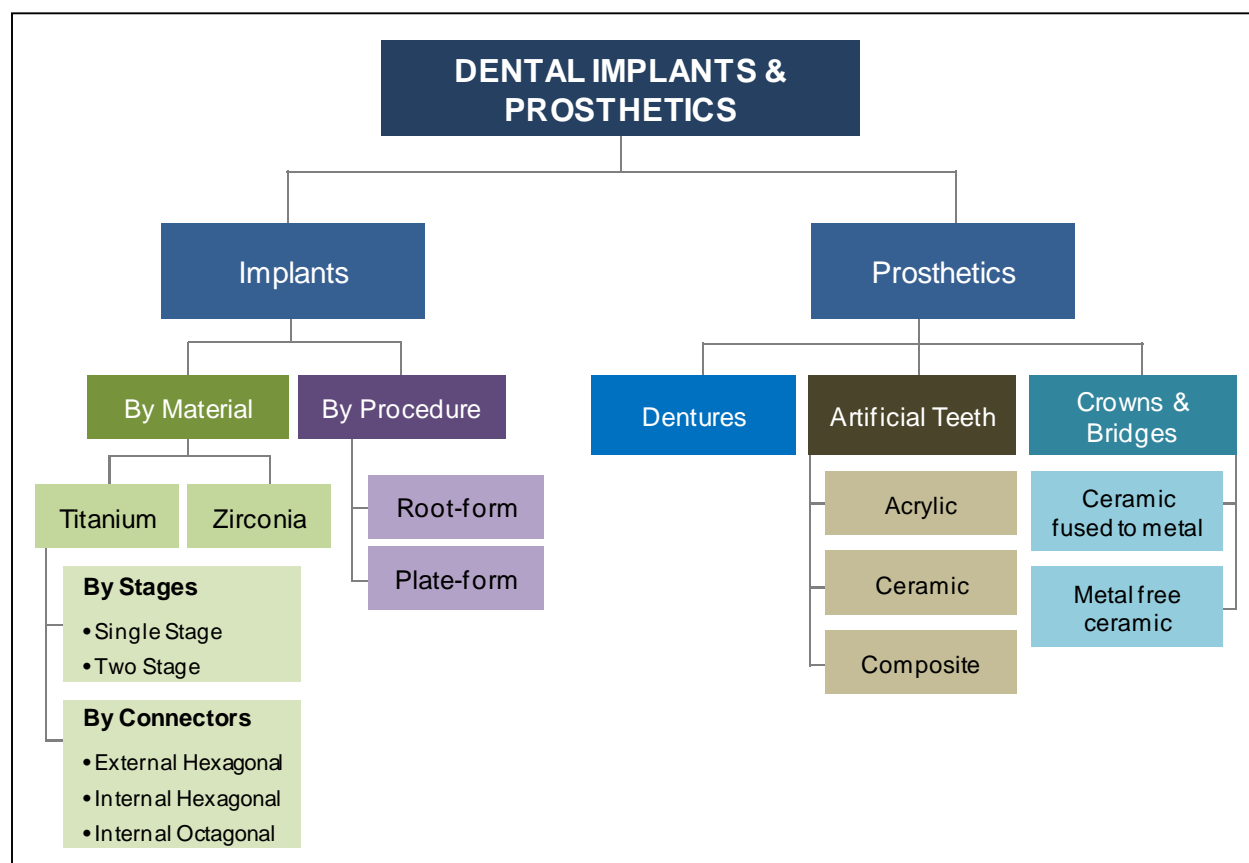 DENTAL IMPLANTS &
PROSTHETICS
Implants
Prosthetics
By Material
By Procedure
Dentures
Artificial Teeth
Crowns &
Bridges
Titanium
Zirconia
Root-form
Plate-form
Acrylic
Ceramic
Composite
Ceramic
fused to metal
Metal free
ceramic
By Stages
• Single Stage
• Two Stage
By Connectors
• External Hexagonal
• Internal Hexagonal
• Internal Octagonal